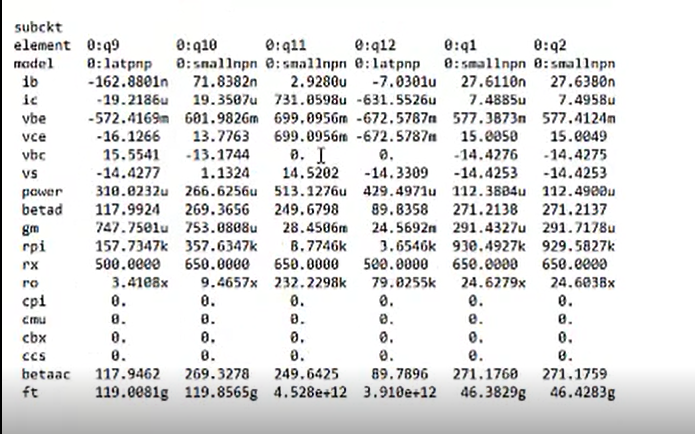 subckt
element 0:q9 0:q10 0:q11 0:q12 0:q1 0:q2
model 0:latpnp 0:smallnpn 0:smallnpn 0:latpnp 0:smallnpn 0:smallnpn
ib -162.8801n 71.8382n 2.9280u -7.0301u 27.6110n 27.6380n
ic -19.2186u 19.3507u 731.0598u -631.5526u 7.4885u 7.4958u
vbe -572.4169m 601.9826m 699.0956m -672.5787m 577.3873m 577.4124m
vce -16.1266 13.7763 699.0956m -672.5787m 15.0050 15.0049
vbc 15.5541 -13.1744 0. 0. -14.4276 -14.4275
vs -14.4277 1.1324 14.5202 -14.3309 -14.4253 -14.4253
power 310.0232u 266.6256u 513.1276u 429.4971u 112.3804u 112.4900u
betad 117.9924 269.3656 249.6798 89.8358 271.2138 271.2137
gm 747.7501u 753.0808u 28.4506m 24.5692m 291.4327u 291.7178u
rpi 157.7347k 357.6347k 8.7746k 3.6546k 930.4927k 929.5827k
rx 500.0000 650.0000 650.0000 500.0000 650.0000 650.0000
ro 3.4108x 9.4657x 232.2298k 79.0255k 24.6279x 24.6038x
cpi 0. 0. 0. 0. 0. 0.
cmu 0. 0. 0. 0. 0. 0.
cbx 0. 0. 0. 0. 0. 0.
ccs 0. 0. 0. 0. 0. 0.
betaac 117.9462 269.3278 249.6425 89.7896 271.1760 271.1759
ft 119.0081g 119.8565g 4.528e+12 3.910e+12 46.3829g 46.4283g